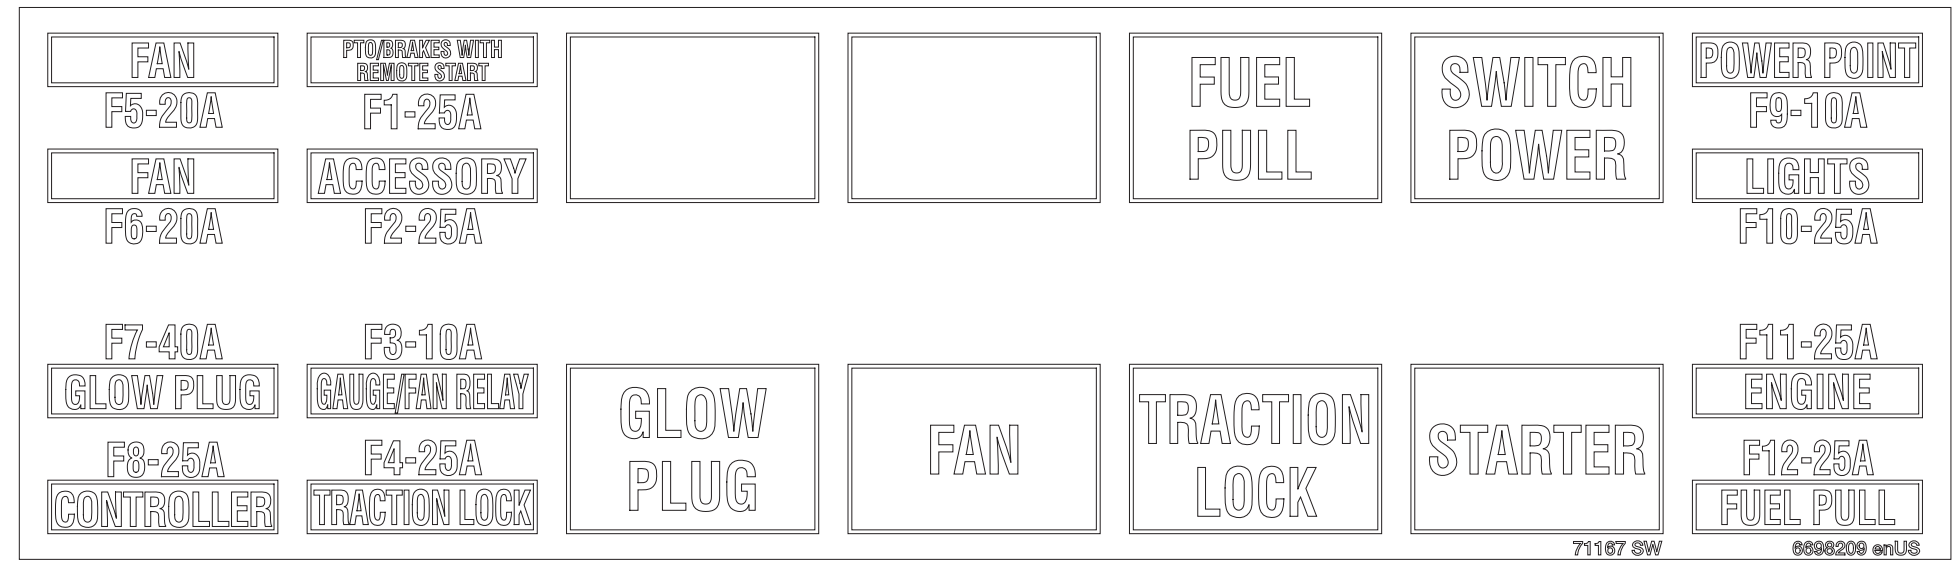 FAN
F5-20A
PTO/BRAKES WITH
REMOTE START
F1-25A
FUEL
PULL
SWITCH
POWER
POWER POINT
F9-10A
FAN
F6-20A
ACCESSORY
F2-25A
LIGHTS
F10-25A
F7-40A
GLOW PLUG
F3-10A
GAUGE/FAN RELAY
GLOW
PLUG
FAN
TRACTION
LOCK
STARTER
F11-25A
ENGINE
F8-25A
CONTROLLER
F4-25A
TRACTION LOCK
F12-25A
FUEL PULL
71167 SW
6698209 enUS